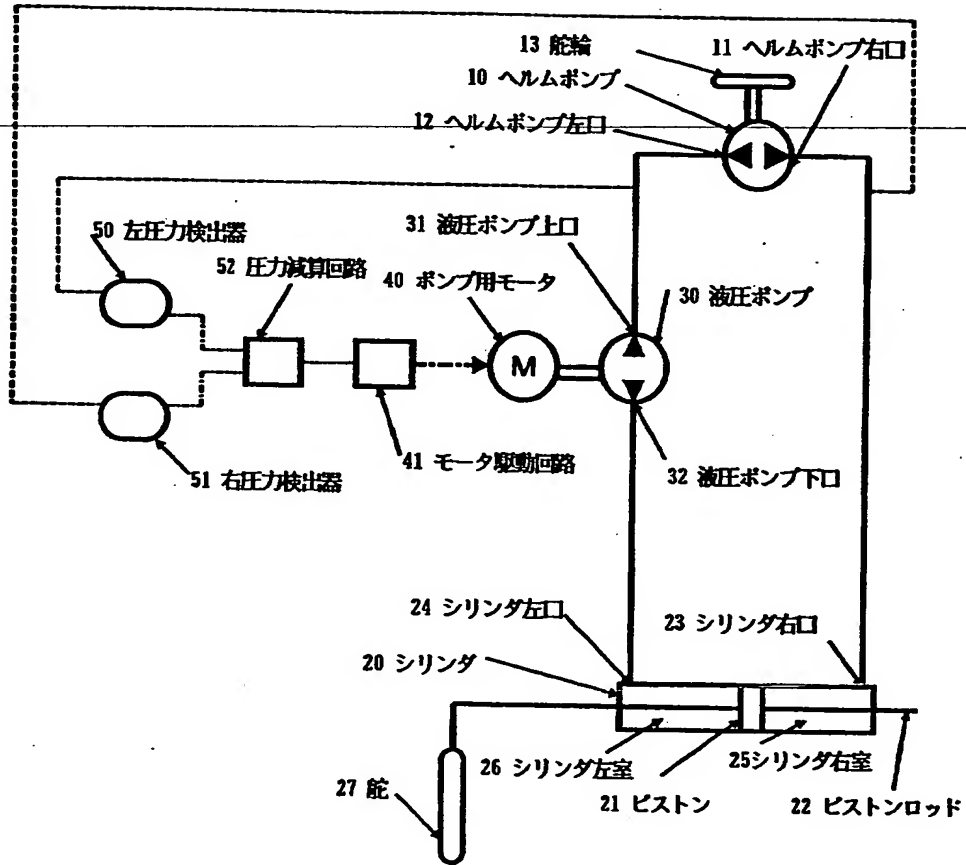 13 舵輪
11 ヘルムポンプ右口
10 ヘルムポンプ
12 ヘルムポンプ左口
50 左圧力検出器
31 液圧ポンプ上口
52 圧力減算回路
40 ポンプ用モータ
30 液圧ポンプ
M
51 右圧力検出器
41 モータ駆動回路
32 液圧ポンプ下口
24 シリンダ左口
23 シリンダ右口
20 シリンダ
26 シリンダ左室
25シリンダ右室
27 舵
21 ピストン
22 ピストンロッド